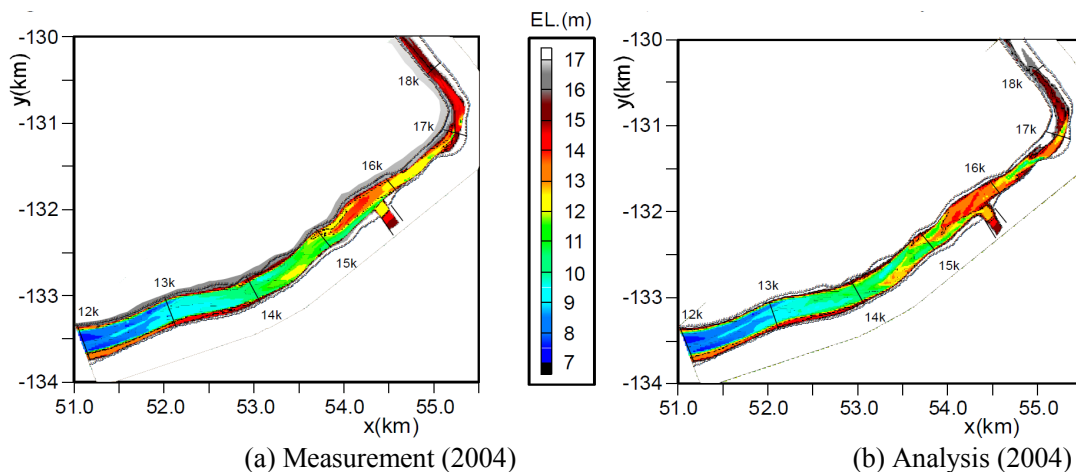 -130
-131
-132
-133
-134
y(km)
18k
17k
16k
15k
14k
13k
12k
51.0 52.0 53.0 54.0 55.0
x(km)
EL.(m)
17
16
15
14
13
12
11
10
9
8
7
-130
-131
-132
-133
-134
y(km)
18k
17k
16k
15k
14k
13k
12k
51.0 52.0 53.0 54.0 55.0
x(km)
(a) Measurement (2004)
(b) Analysis (2004)